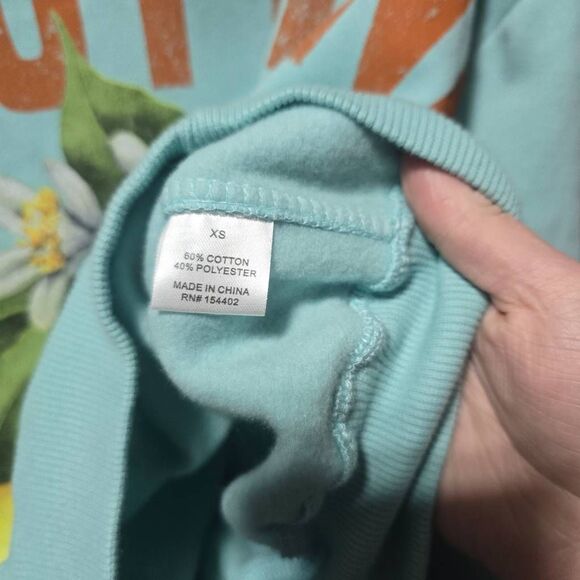 XS
60% COTTON
40% POLYESTER
MADE IN CHINA
RN# 154402